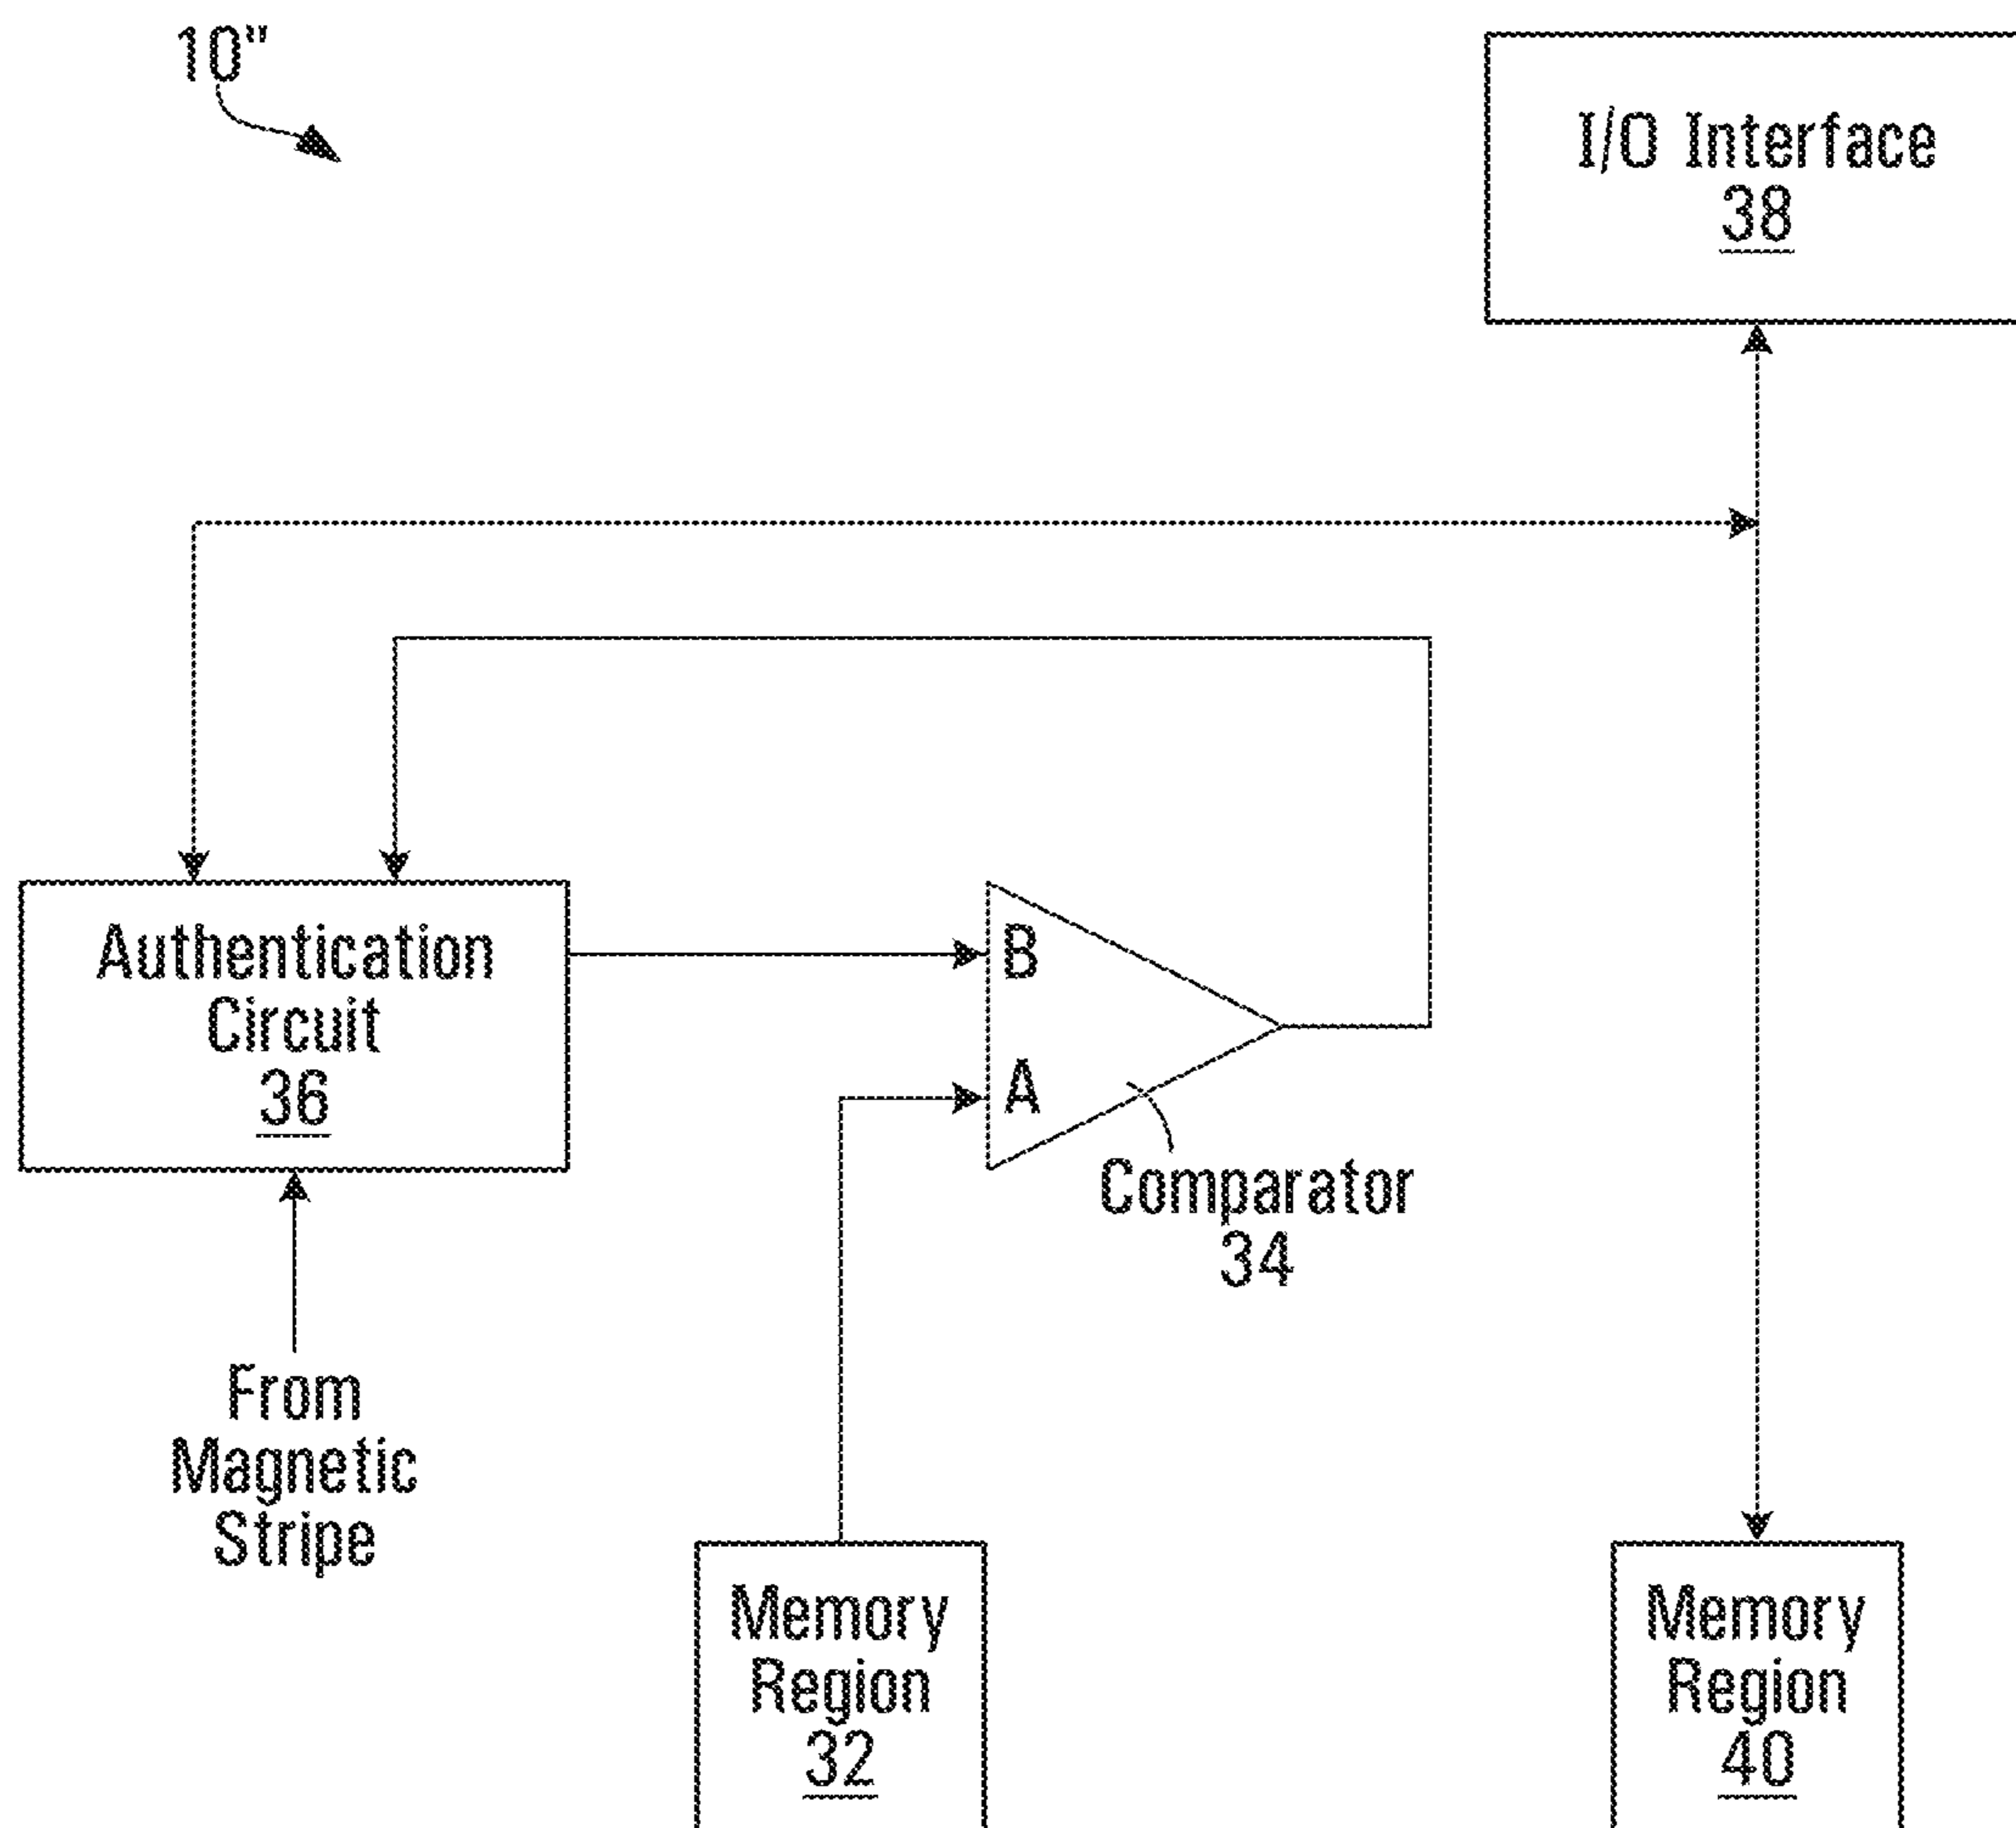 10"
I/O Interface
38
Authentication
Circuit
36
B
A
Comparator
34
From
Magnetic
Stripe
Memory
Region
32
Memory
Region
40